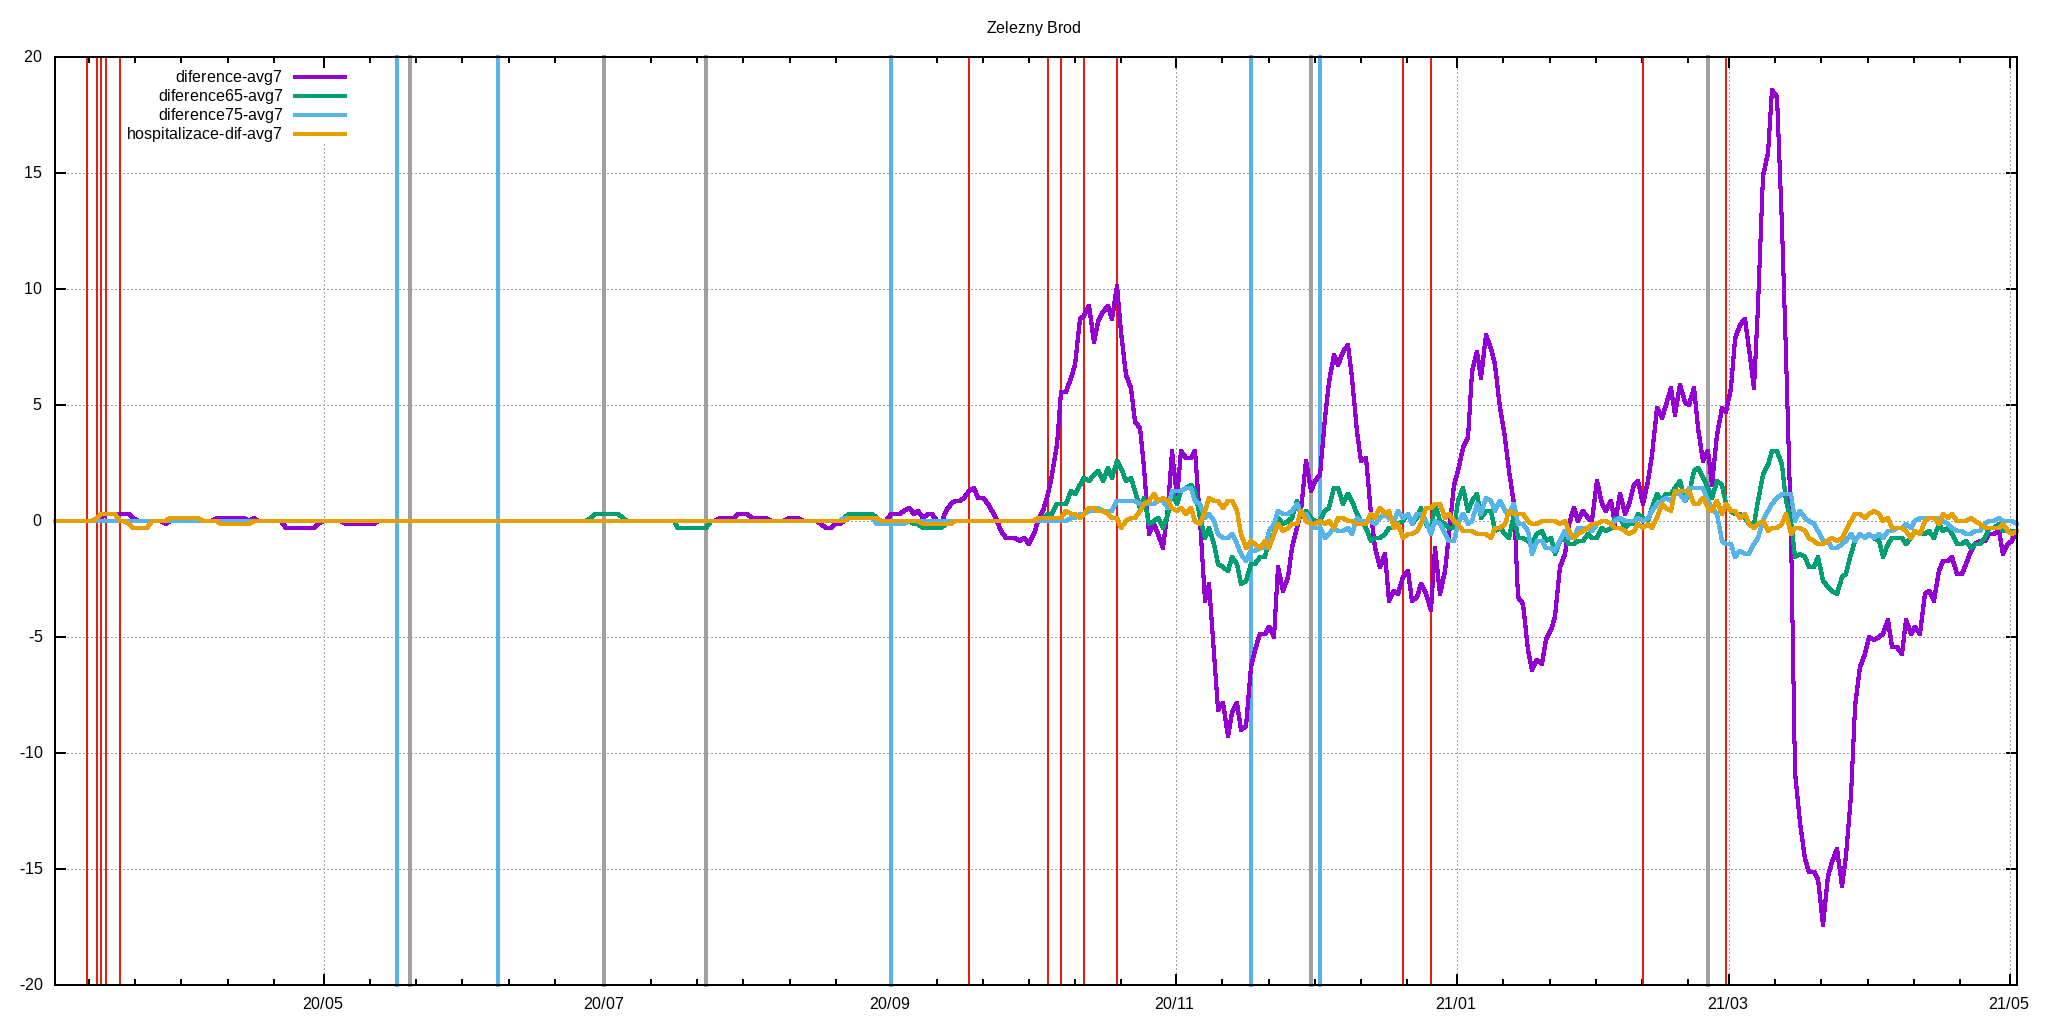 Zelezny Brod
20
diference-avg7
diference65-avg7
diference75-avg7
hospitalizace-dif-avg7
15
10
5
0
-5
-10
-15
-20
20/05 20/07 20/09 20/11 21/01 21/03 21/05